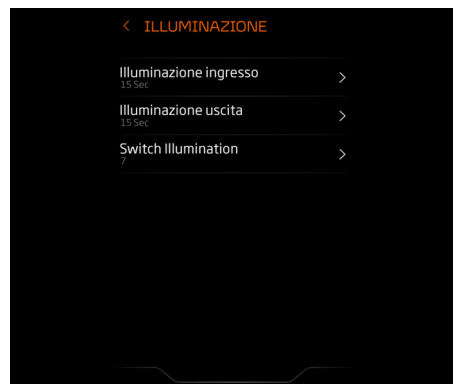 ILLUMINAZIONE
Illuminazione ingresso
15 Sec
Illuminazione uscita
15 Sec
Switch Illumination
7